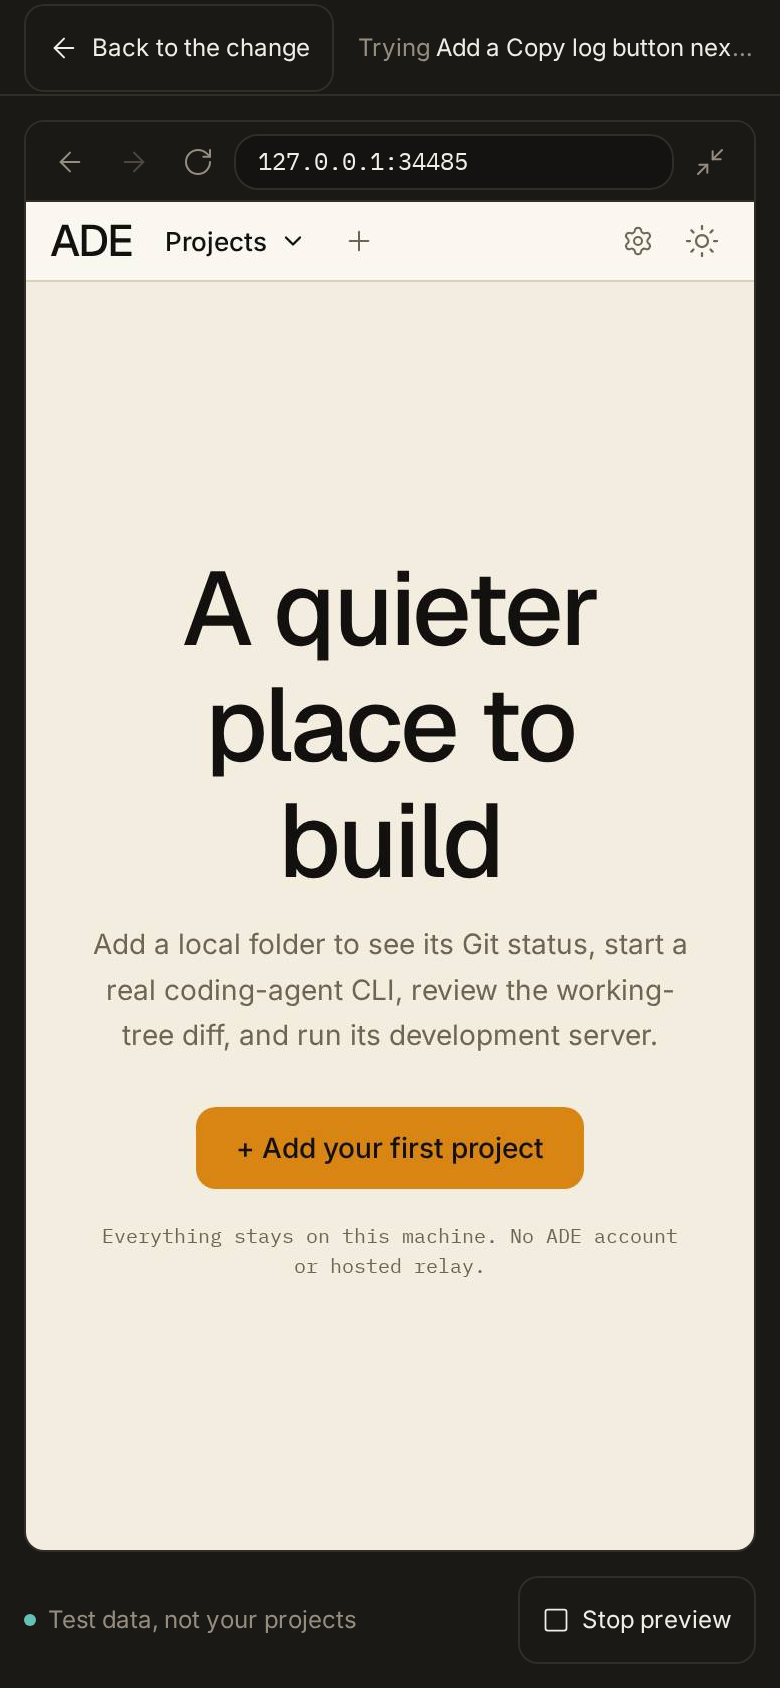 Back to the change
Trying Add a Copy log button nex...
127.0.0.1:34485
ADE
Projects
A quieter
place to
build
Add a local folder to see its Git status, start a
real coding-agent CLI, review the working-
tree diff, and run its development server.
+ Add your first project
Everything stays on this machine. No ADE account
or hosted relay.
Test data, not your projects
Stop preview